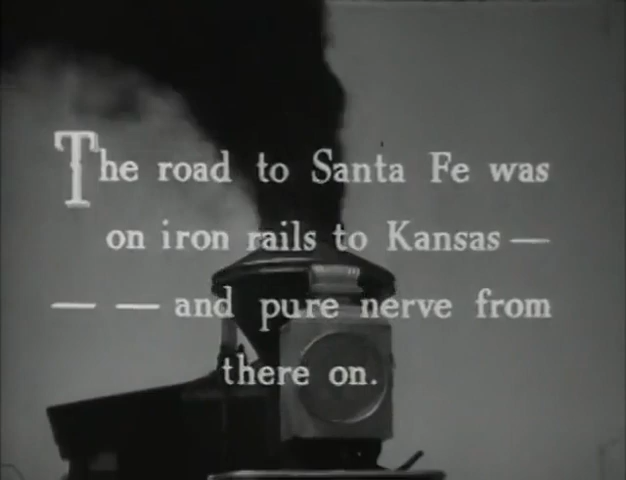 The road to Santa Fe was
on iron rails to Kansas —
— — and pure nerve from
there on.